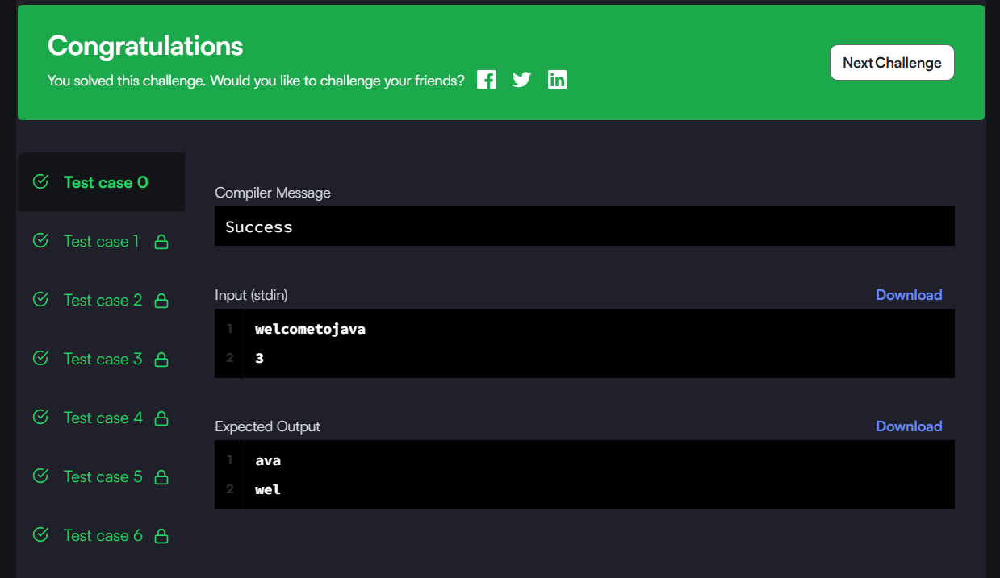 Congratulations
You solved this challenge. Would you like to challenge your friends?
Next Challenge
Test case 0
Test case 1
Test case 2
Test case 3
Test case 4
Test case 5
Test case 6
Compiler Message
Success
Input (stdin)
Download
1 welcometojava
2 3
Expected Output
Download
1 ava
2 wel